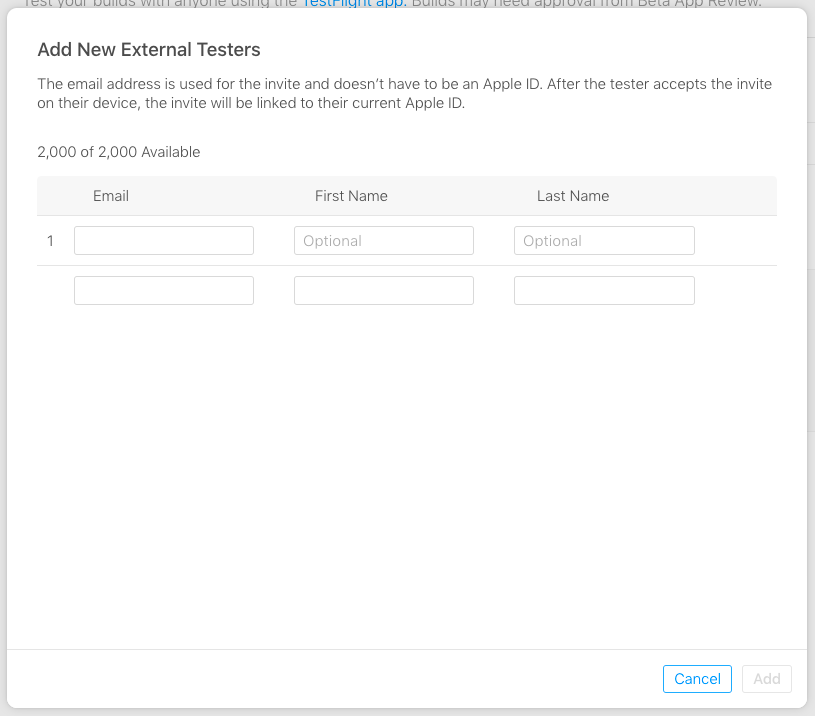 Test your builds with anyone using the TestFlight app. Builds may need approval from Beta App Review.
Add New External Testers
The email address is used for the invite and doesn’t have to be an Apple ID. After the tester accepts the invite
on their device, the invite will be linked to their current Apple ID.
2,000 of 2,000 Available
Email First Name Last Name
1 Optional Optional
Cancel Add